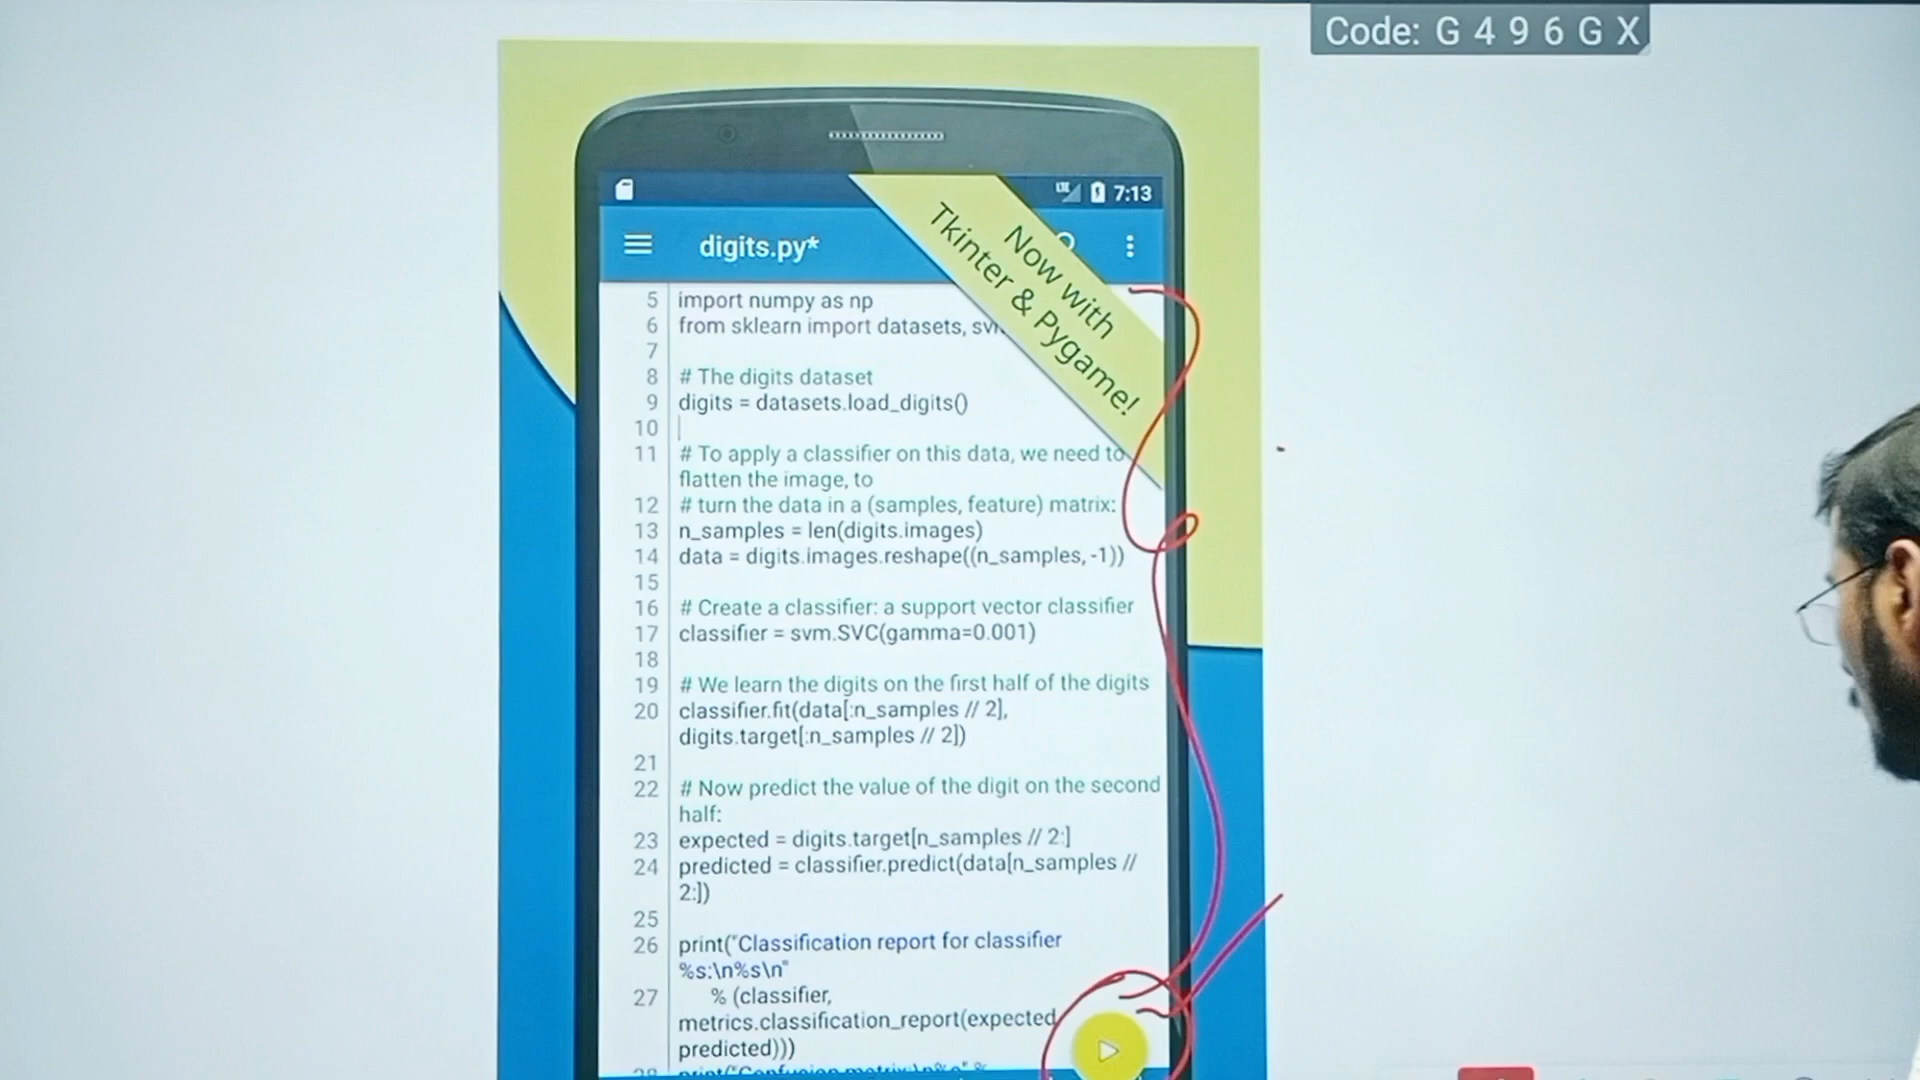 Code: G 4 9 6 G X
LTE
7:13
digits.py*
Now with
Tkinter & Pygame!
5 import numpy as np
6 from sklearn import datasets,
7
8 # The digits dataset
9 digits = datasets.load_digits()
10
11 # To apply a classifier on this data, we need to
flatten the image, to
12 # turn the data in a (samples, feature) matrix:
13 n_samples = len(digits.images)
14 data = digits.images.reshape((n_samples, -1))
15
16 # Create a classifier: a support vector classifier
17 classifier = svm.SVC(gamma=0.001)
18
19 # We learn the digits on the first half of the digits
20 classifier.fit(data[:n_samples // 2],
digits.target[:n_samples // 2])
21
22 # Now predict the value of the digit on the second
half:
23 expected = digits.target[n_samples // 2:]
24 predicted = classifier.predict(data[n_samples //
2:])
25
26 print("Classification report for classifier
%s:\n%s\n"
27 % (classifier,
metrics.classification_report(expected
predicted)))
28 print("Confusion matrix:\n%s" %